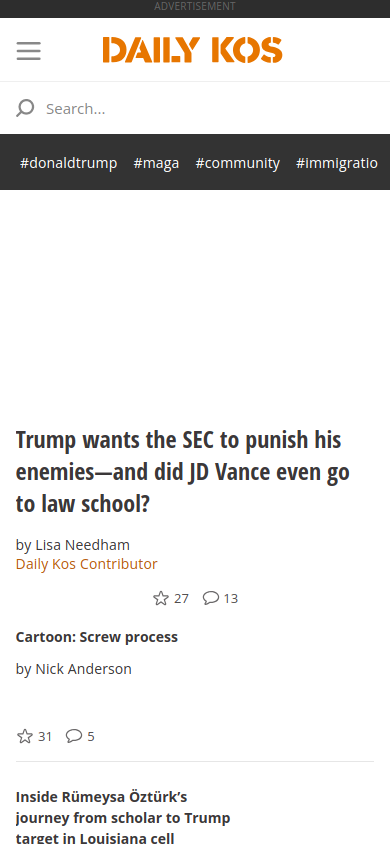 ADVERTISEMENT
DAILY KOS
Search...
#donaldtrump #maga #community #immigratio
Trump wants the SEC to punish his
enemies—and did JD Vance even go
to law school?
by Lisa Needham
Daily Kos Contributor
27 13
Cartoon: Screw process
by Nick Anderson
31 5
Inside Rümeysa Öztürk’s
journey from scholar to Trump
target in Louisiana cell